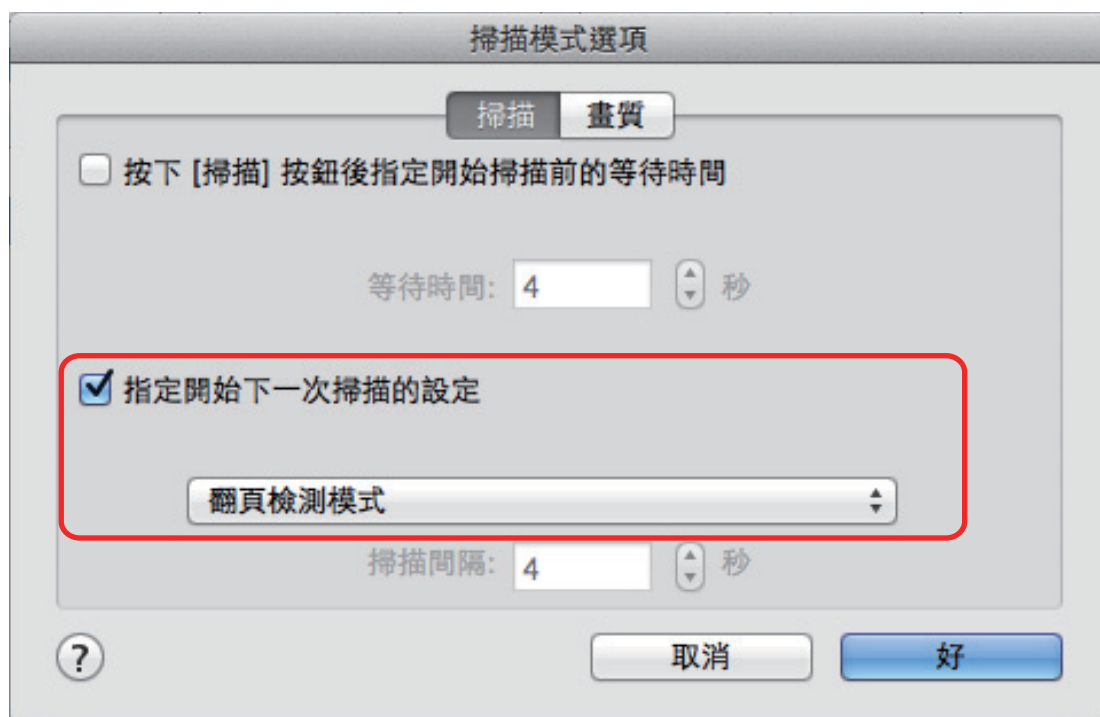 掃描模式選項
掃描 畫質
按下 [掃描] 按鈕後指定開始掃描前的等待時間
等待時間: 4 秒
指定開始下一次掃描的設定
翻頁檢測模式
掃描間隔: 4 秒
? 取消 好